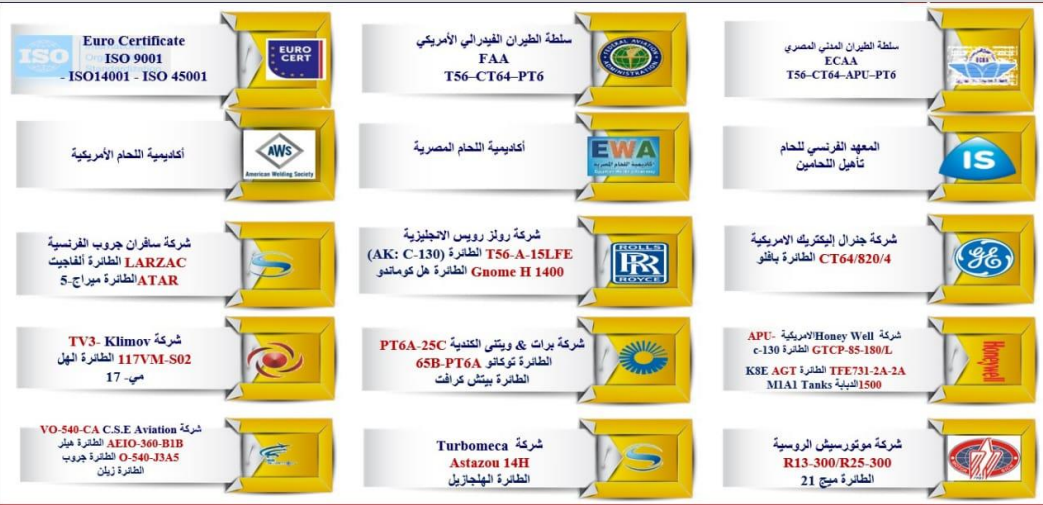 سلطة الطيران المدني المصري
ECAA
T56–CT64–APU–PT6
سلطة الطيران الفيدرالي الأمريكي
FAA
T56–CT64–PT6
FEDERAL AVIATION
ADMINISTRATION
Euro Certificate
ISO 9001
- ISO14001 - ISO 45001
ISO
EURO
CERT
المعهد الفرنسي للحام
تأهيل اللحامين
IS
أكاديمية اللحام المصرية
EWA
أكاديمية اللحام الأمريكية
AWS
American Welding Society
شركة جنرال إليكتريك الامريكية
CT64/820/4 الطائرة بافلو
GE
شركة رولز رويس الانجليزية
T56-A-15LFE الطائرة (AK: C-130)
Gnome H 1400 الطائرة هل كوماندو
ROLLS
RR
ROYCE
شركة سافران جروب الفرنسية
LARZAC الطائرة ألفاجيت
ATAR الطائرة ميراج-5
شركة Honey Well الامريكية APU-
GTCP-85-180/L الطائرة c-130
TFE731-2A-2A الطائرة K8E AGT
1500 الدبابة M1A1 Tanks
Honeywell
شركة برات & ويتنى الكندية PT6A-25C
الطائرة توكانو 65B-PT6A
الطائرة بيتش كرافت
شركة TV3- Klimov
117VM-S02 الطائرة الهل
مي- 17
شركة موتورسيش الروسية
R13-300/R25-300
الطائرة ميج 21
شركة Turbomeca
Astazou 14H
الطائرة الهلجازيل
شركة VO-540-CA C.S.E Aviation
AEIO-360-B1B الطائرة هيلر
O-540-J3A5 الطائرة جروب
الطائرة زيلن